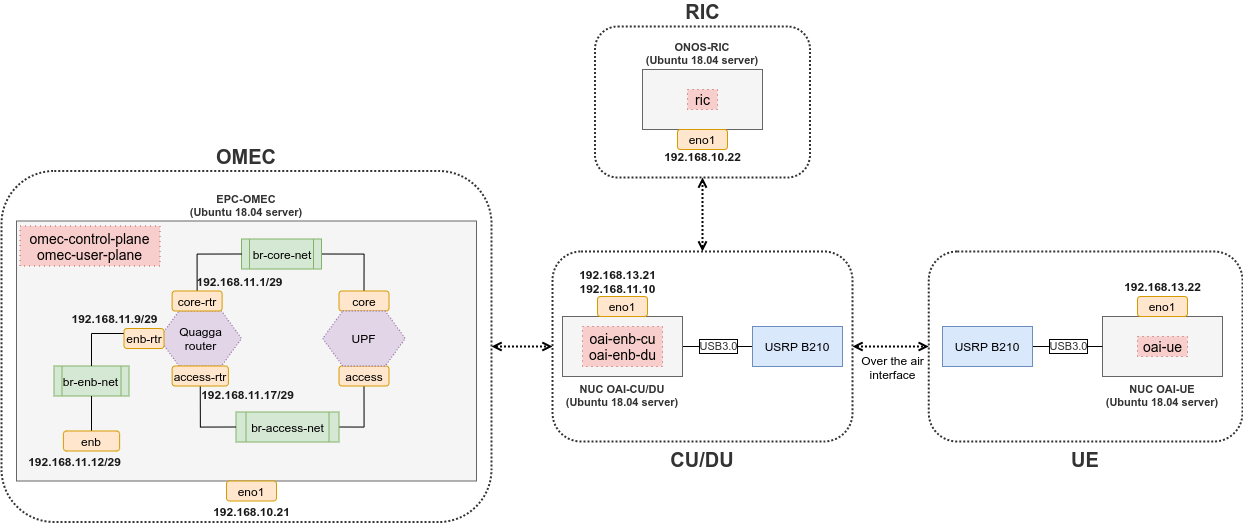 RIC
ONOS-RIC
(Ubuntu 18.04 server)
ric
eno1
192.168.10.22
OMEC
EPC-OMEC
(Ubuntu 18.04 server)
omec-control-plane
omec-user-plane
br-core-net
192.168.11.1/29
core-rtr
core
192.168.11.9/29
enb-rtr
Quagga
router
UPF
br-enb-net
access-rtr
access
192.168.11.17/29
br-access-net
enb
192.168.11.12/29
eno1
192.168.10.21
192.168.13.21
192.168.11.10
eno1
oai-enb-cu
oai-enb-du
USB3.0
USRP B210
NUC OAI-CU/DU
(Ubuntu 18.04 server)
CU/DU
Over the air
interface
192.168.13.22
eno1
USRP B210
USB3.0
oai-ue
NUC OAI-UE
(Ubuntu 18.04 server)
UE